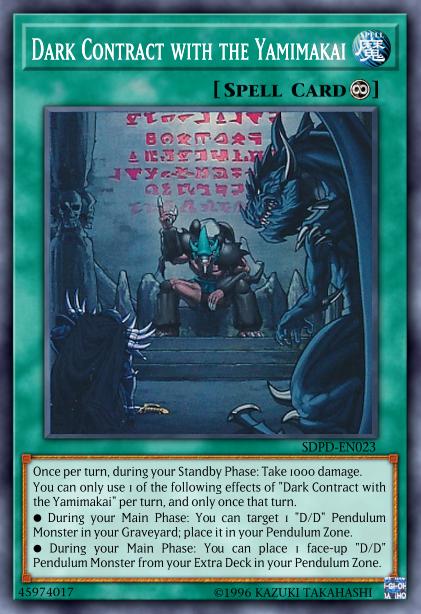 DARK CONTRACT WITH THE YAMIMAKAI
SPELL
魔
[SPELL CARD]
SDPD-EN023
Once per turn, during your Standby Phase: Take 1000 damage.
You can only use 1 of the following effects of "Dark Contract with
the Yamimakai" per turn, and only once that turn.
● During your Main Phase: You can target 1 "D/D" Pendulum
Monster in your Graveyard; place it in your Pendulum Zone.
● During your Main Phase: You can place 1 face-up "D/D"
Pendulum Monster from your Extra Deck in your Pendulum Zone.
45974017
©1996 KAZUKI TAKAHASHI